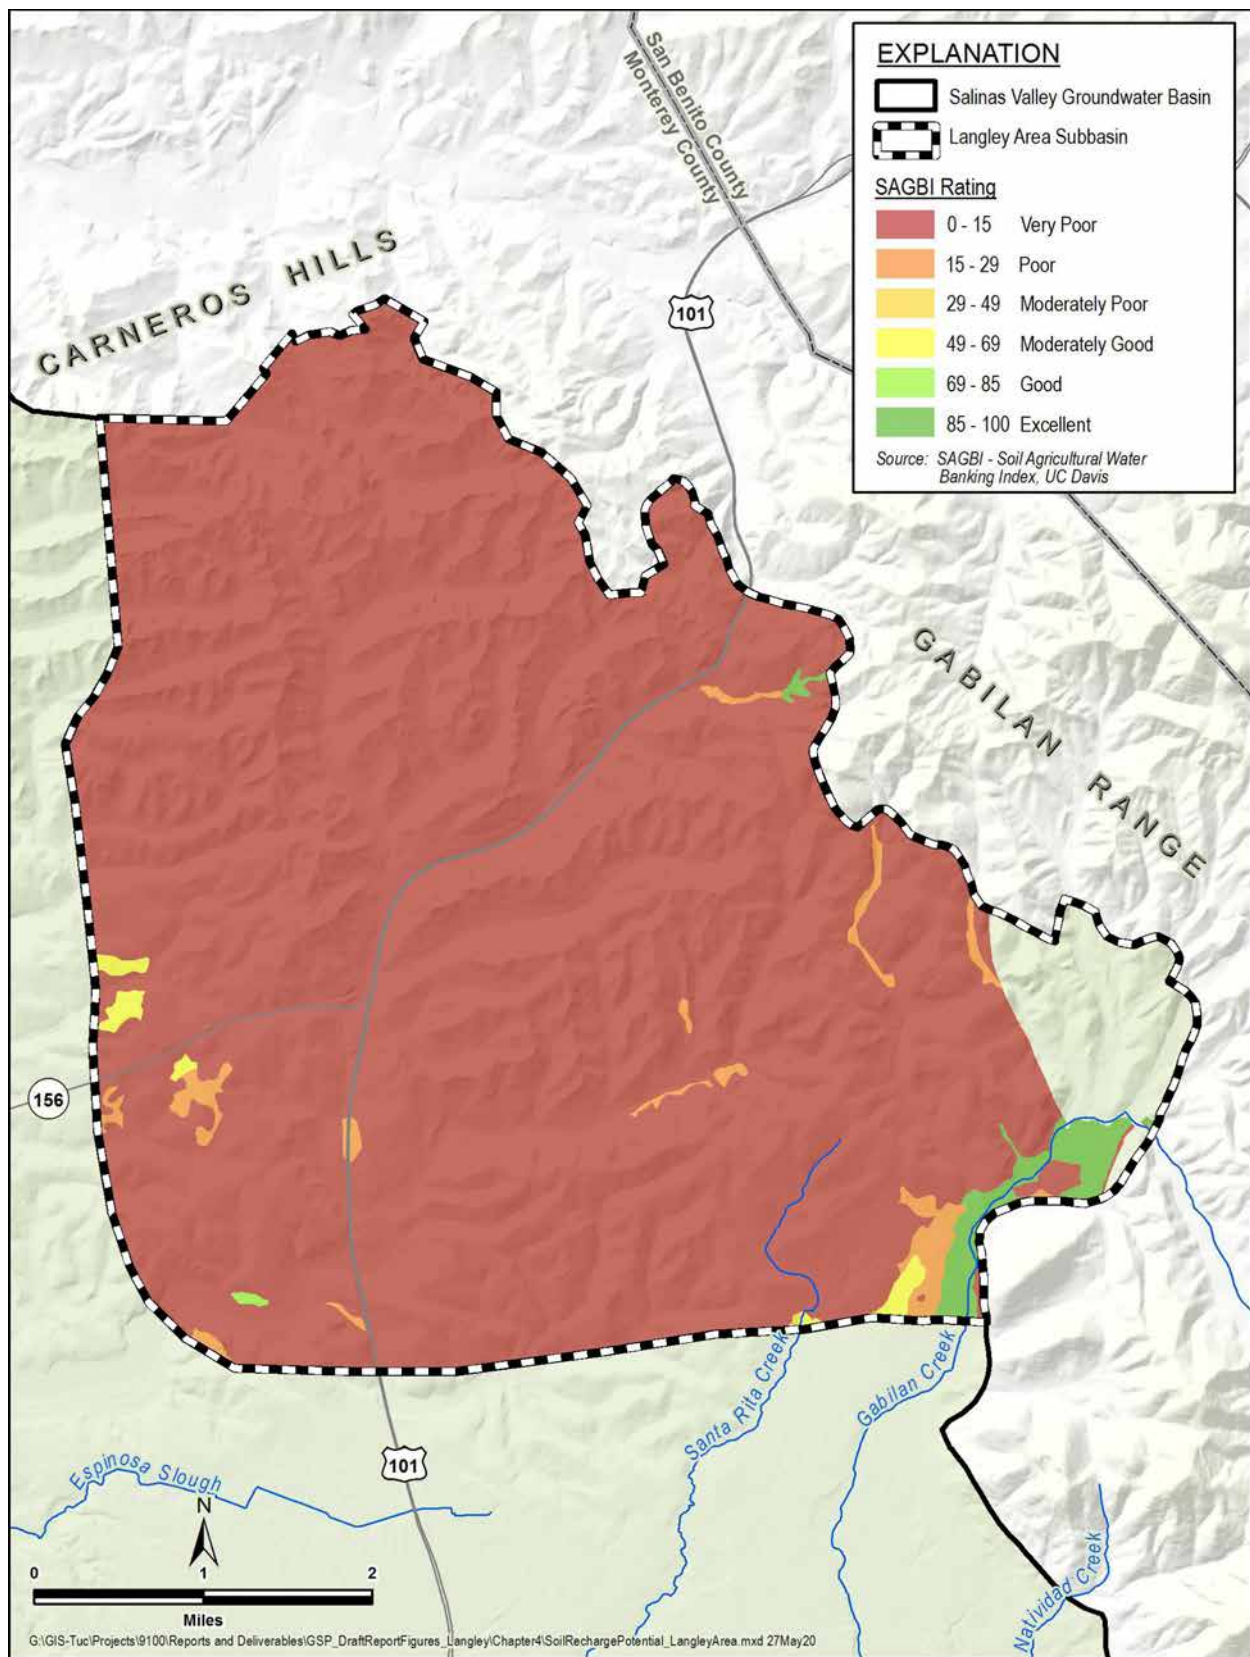 San Benito County
Monterey County
EXPLANATION
Salinas Valley Groundwater Basin
Langley Area Subbasin
SAGBI Rating
0 - 15 Very Poor
15 - 29 Poor
29 - 49 Moderately Poor
49 - 69 Moderately Good
69 - 85 Good
85 - 100 Excellent
Source: SAGBI - Soil Agricultural Water
Banking Index, UC Davis
CARNEROS HILLS
101
GABILAN RANGE
156
Santa Rita Creek
Gabilan Creek
101
Espinosa Slough
Natividad Creek
N
0 1 2
Miles
G:\GIS-Tuc\Projects\9100\Reports and Deliverables\GSP_DraftReportFigures_Langley\Chapter4\SoilRechargePotential_LangleyArea.mxd 27May20